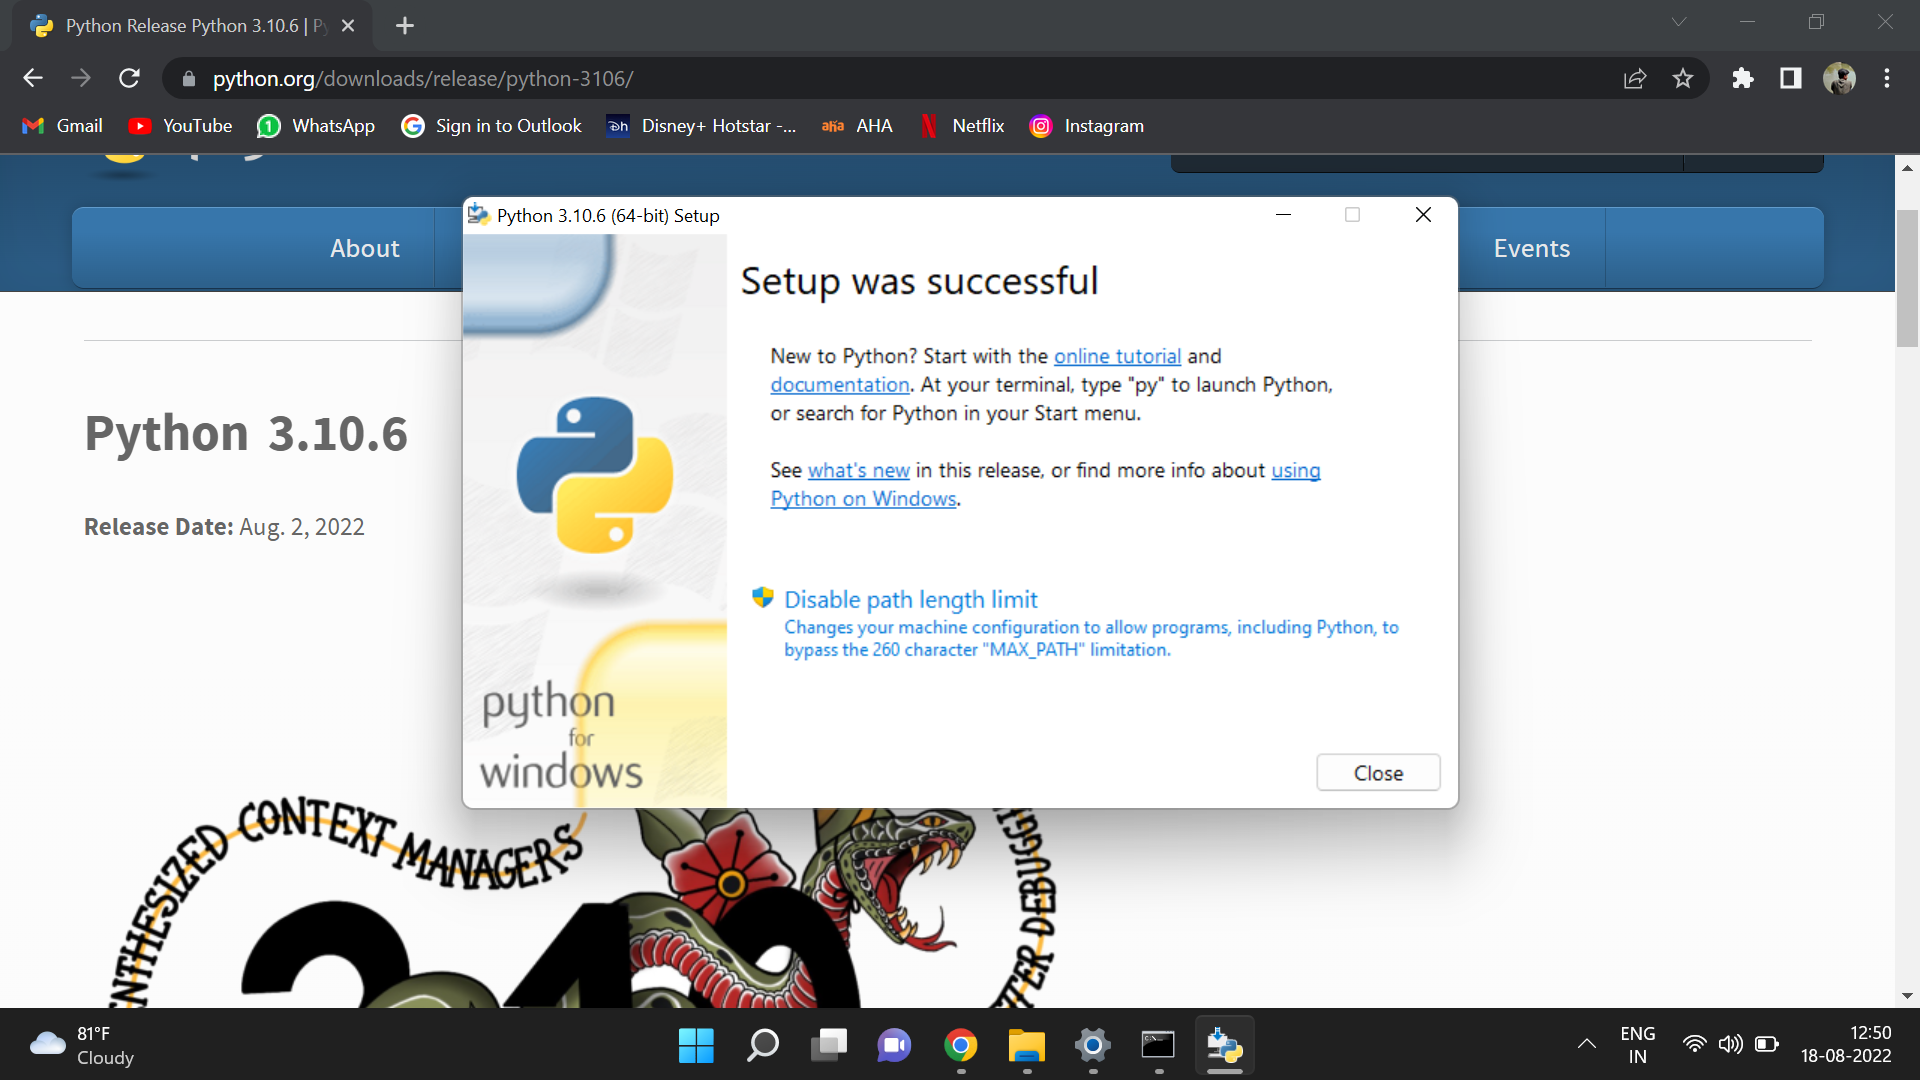 Python Release Python 3.10.6 | Py
python.org/downloads/release/python-3106/
Gmail
YouTube
WhatsApp
Sign in to Outlook
Disney+ Hotstar -...
AHA
Netflix
Instagram
About
Events
Python 3.10.6 (64-bit) Setup
Setup was successful
New to Python? Start with the online tutorial and
documentation. At your terminal, type "py" to launch Python,
or search for Python in your Start menu.
See what's new in this release, or find more info about using
Python on Windows.
Disable path length limit
Changes your machine configuration to allow programs, including Python, to
bypass the 260 character "MAX_PATH" limitation.
python
for
windows
Close
Python 3.10.6
Release Date: Aug. 2, 2022
CONTEXT MANAGERS
81°F
Cloudy
ENG
IN
12:50
18-08-2022